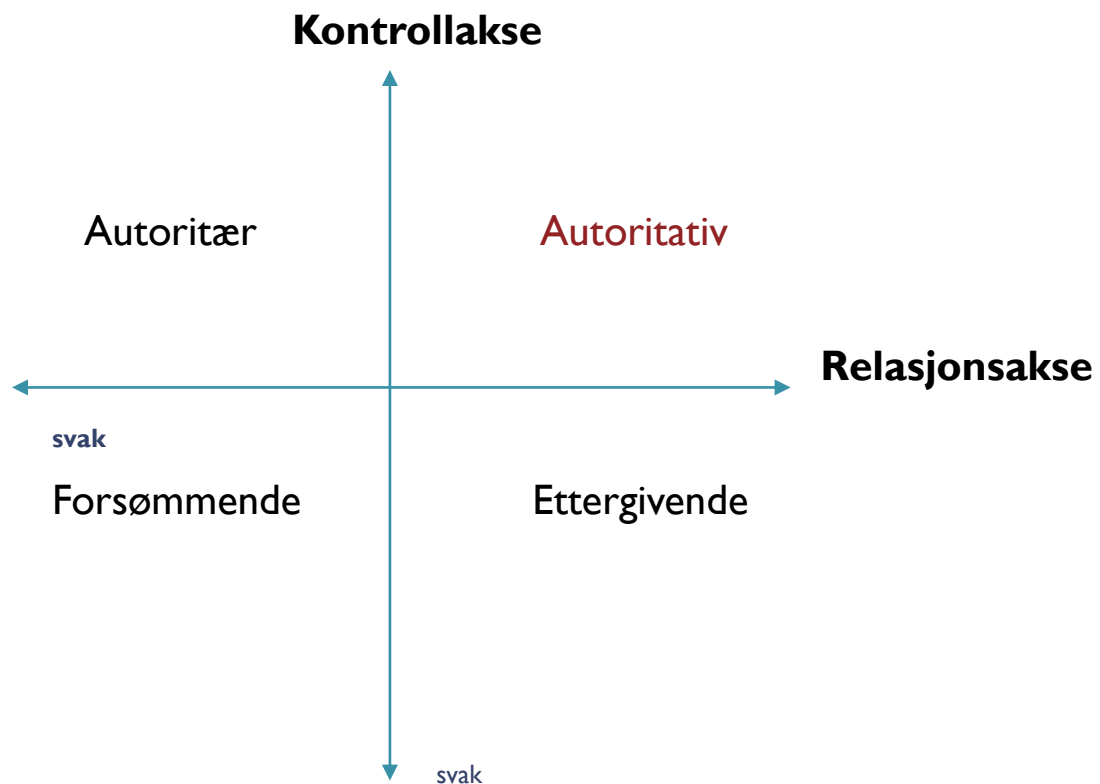 Kontrollakse
Autoritær
Autoritativ
Relasjonsakse
svak
Forsømmende
Ettergivende
svak